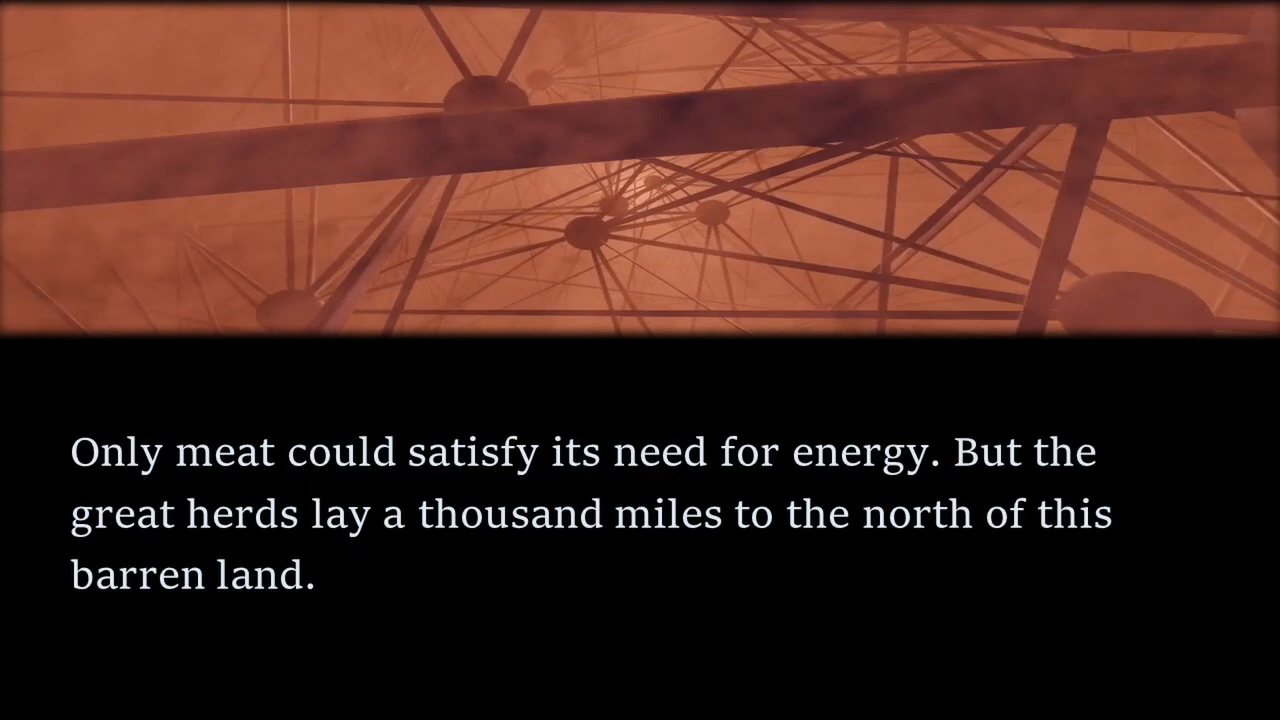 Only meat could satisfy its need for energy. But the
great herds lay a thousand miles to the north of this
barren land.